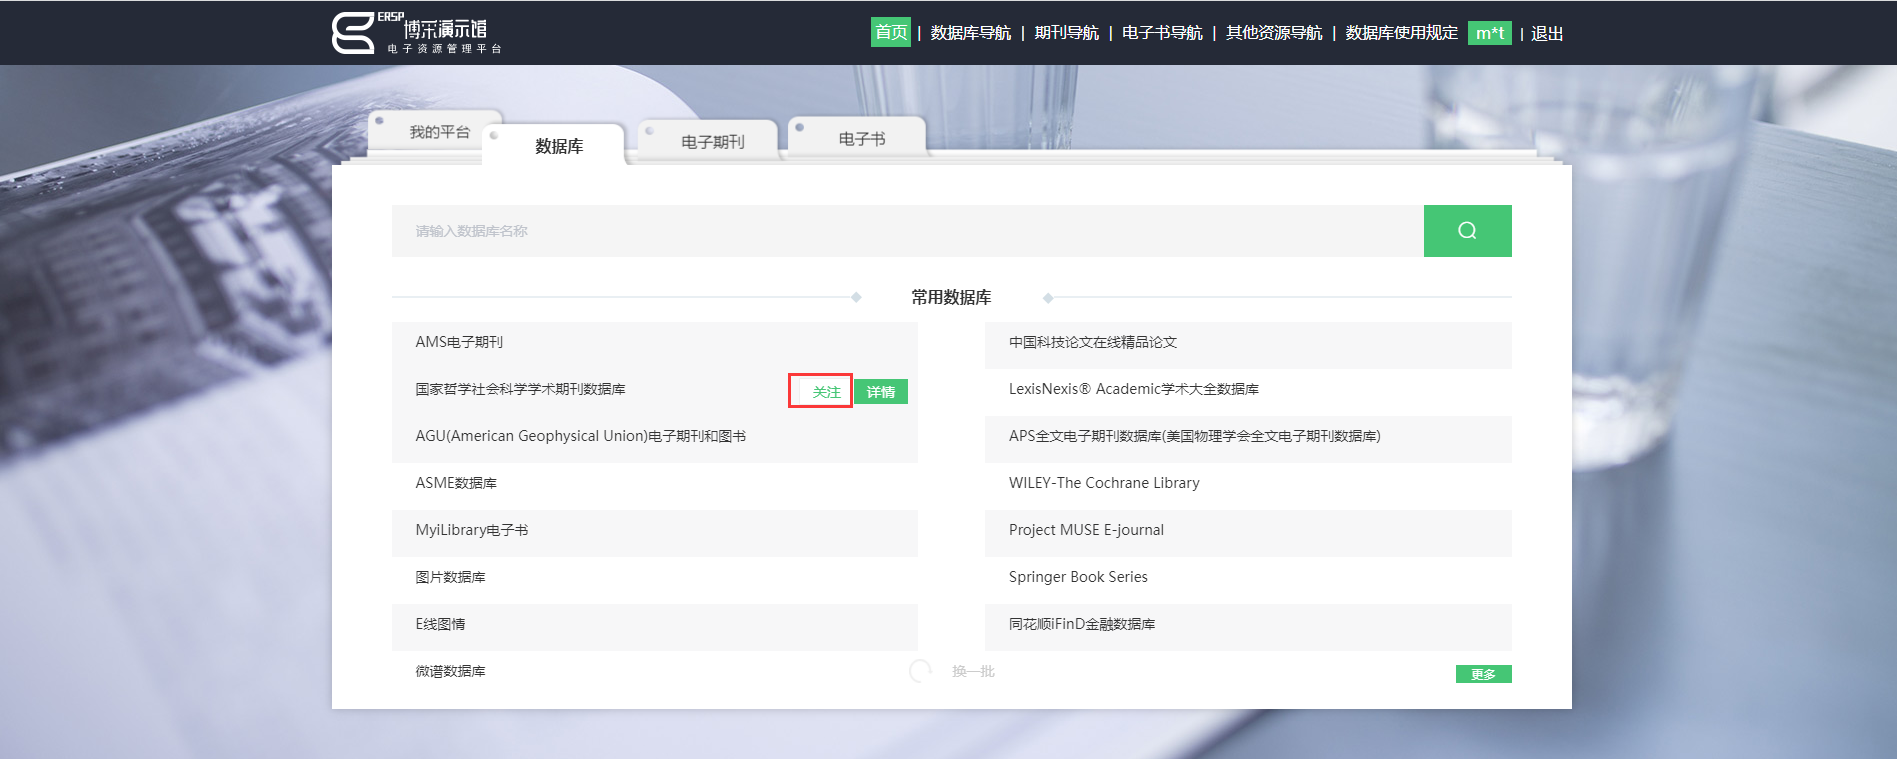 ERSP 博采演示馆
电子资源管理平台
首页 | 数据库导航 | 期刊导航 | 电子书导航 | 其他资源导航 | 数据库使用规定 m*t | 退出
我的平台 数据库 电子期刊 电子书
请输入数据库名称
常用数据库
AMS电子期刊
中国科技论文在线精品论文
国家哲学社会科学学术期刊数据库 关注 详情
LexisNexis® Academic学术大全数据库
AGU(American Geophysical Union)电子期刊和图书
APS全文电子期刊数据库(美国物理学会全文电子期刊数据库)
ASME数据库
WILEY-The Cochrane Library
MyiLibrary电子书
Project MUSE E-journal
图片数据库
Springer Book Series
E线图情
同花顺iFinD金融数据库
微谱数据库
换一批
更多